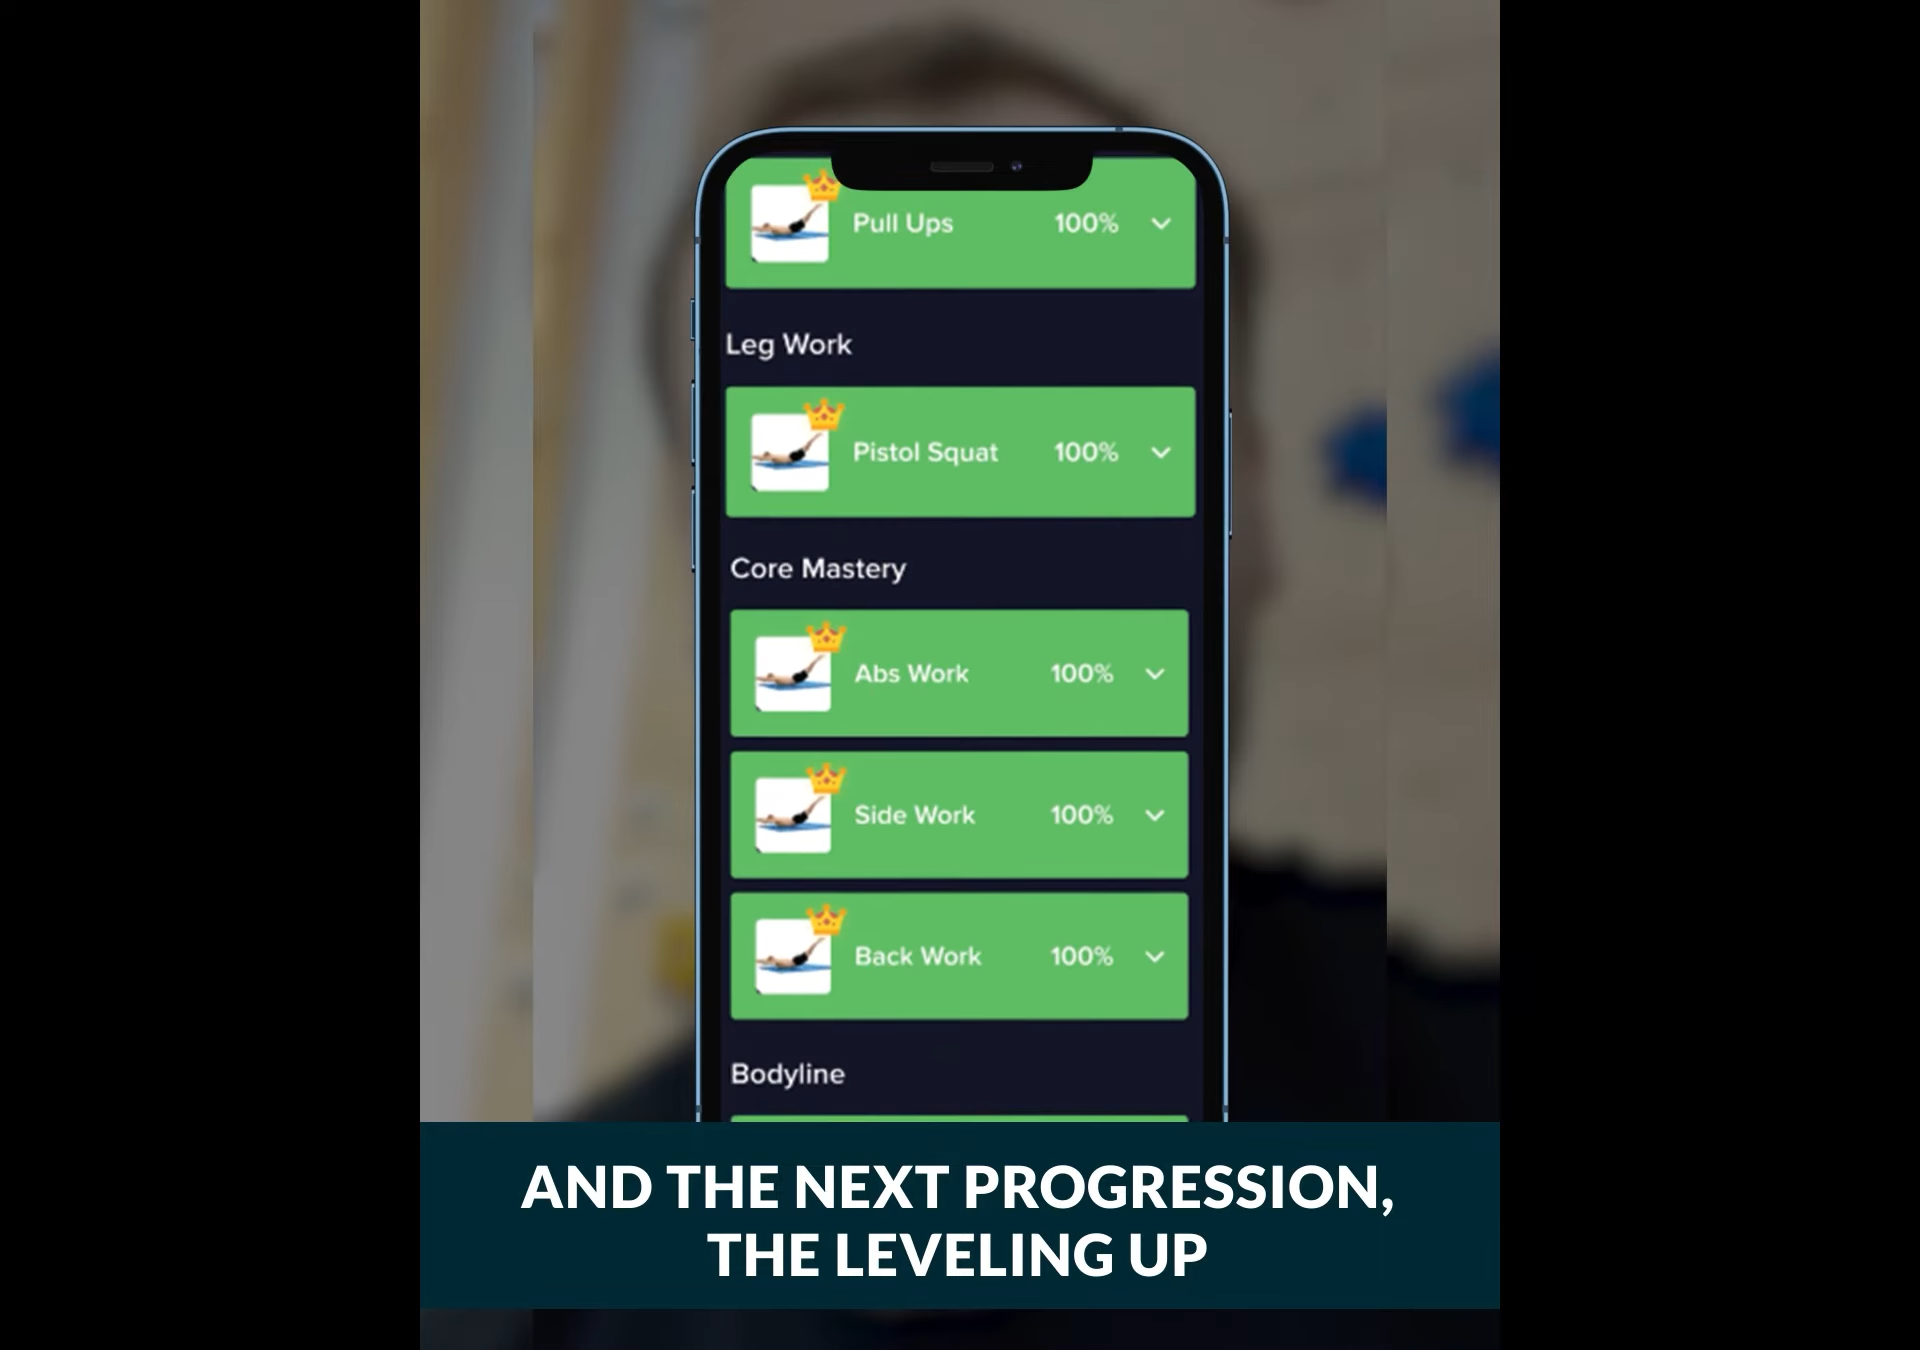 Pull Ups 100%
Leg Work
Pistol Squat 100%
Core Mastery
Abs Work 100%
Side Work 100%
Back Work 100%
Bodyline
AND THE NEXT PROGRESSION,
THE LEVELING UP